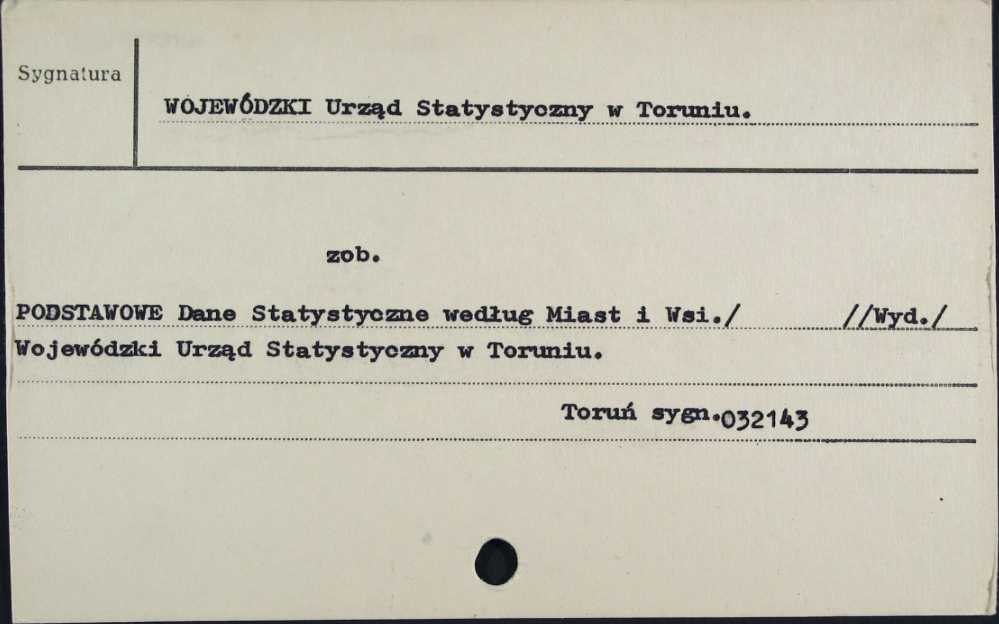 Sygnatura
WOJEWÓDZKI Urząd Statystyczny w Toruniu.
zob.
PODSTAWOWE Dane Statystyczne według Miast i Wsi./ //Wyd./
Wojewódzki Urząd Statystyczny w Toruniu.
Toruń sygn.032143